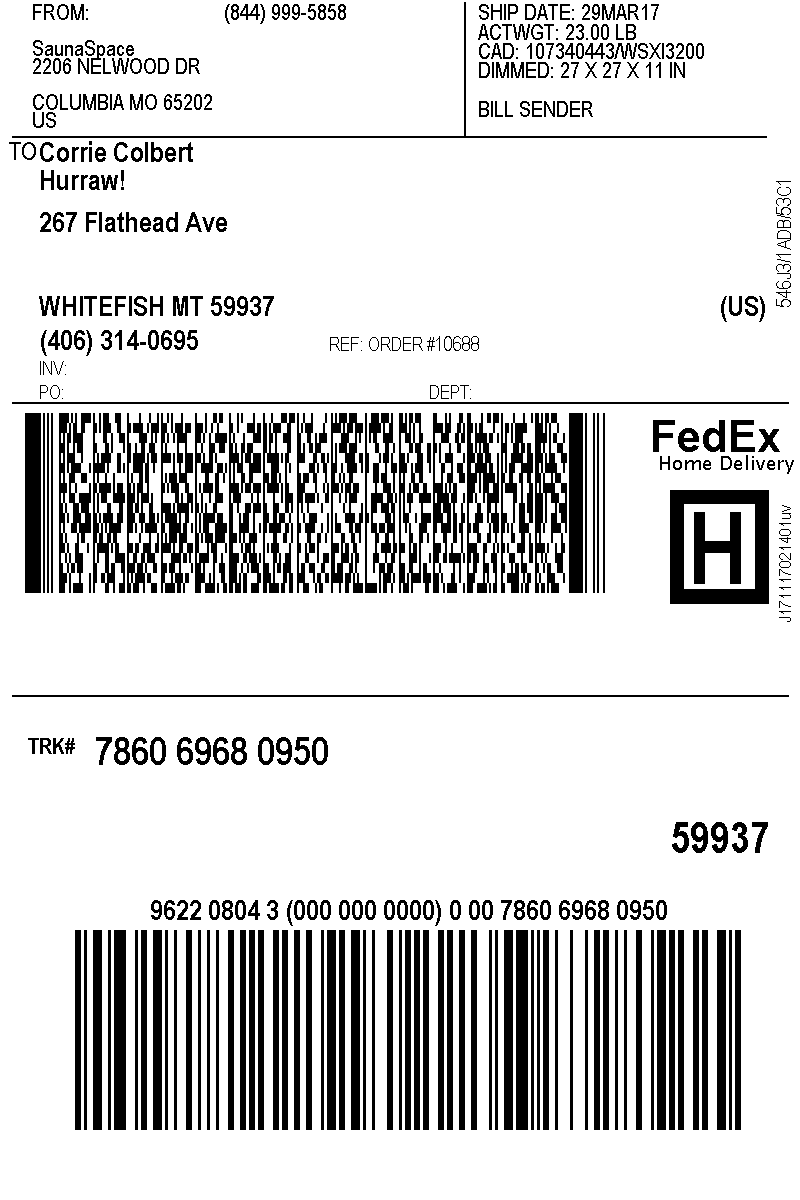 FROM: (844) 999-5858
SaunaSpace
2206 NELWOOD DR
COLUMBIA MO 65202
US
SHIP DATE: 29MAR17
ACTWGT: 23.00 LB
CAD: 107340443/WSXI3200
DIMMED: 27 X 27 X 11 IN
BILL SENDER
TO Corrie Colbert
Hurraw!
267 Flathead Ave
WHITEFISH MT 59937 (US)
(406) 314-0695 REF: ORDER #10688
INV:
PO: DEPT:
546J3/1ADB/53C1
FedEx
Home Delivery
H
J171117021401uv
TRK# 7860 6968 0950
59937
9622 0804 3 (000 000 0000) 0 00 7860 6968 0950